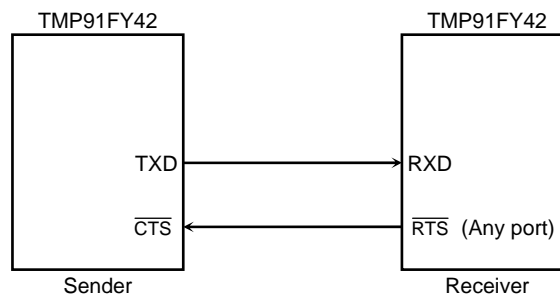 TMP91FY42 TMP91FY42
TXD RXD
CTS RTS (Any port)
Sender Receiver